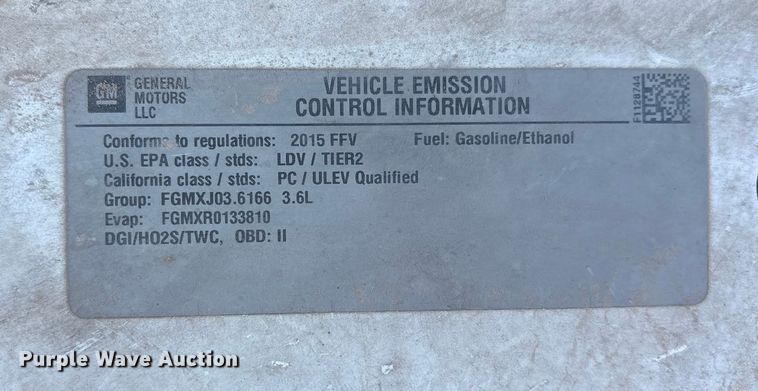 GM
GENERAL
MOTORS
LLC
VEHICLE EMISSION
CONTROL INFORMATION
F1128744
Conforms to regulations: 2015 FFV Fuel: Gasoline/Ethanol
U.S. EPA class / stds: LDV / TIER2
California class / stds: PC / ULEV Qualified
Group: FGMXJ03.6166 3.6L
Evap: FGMXR0133810
DGI/HO2S/TWC, OBD: II
Purple Wave Auction